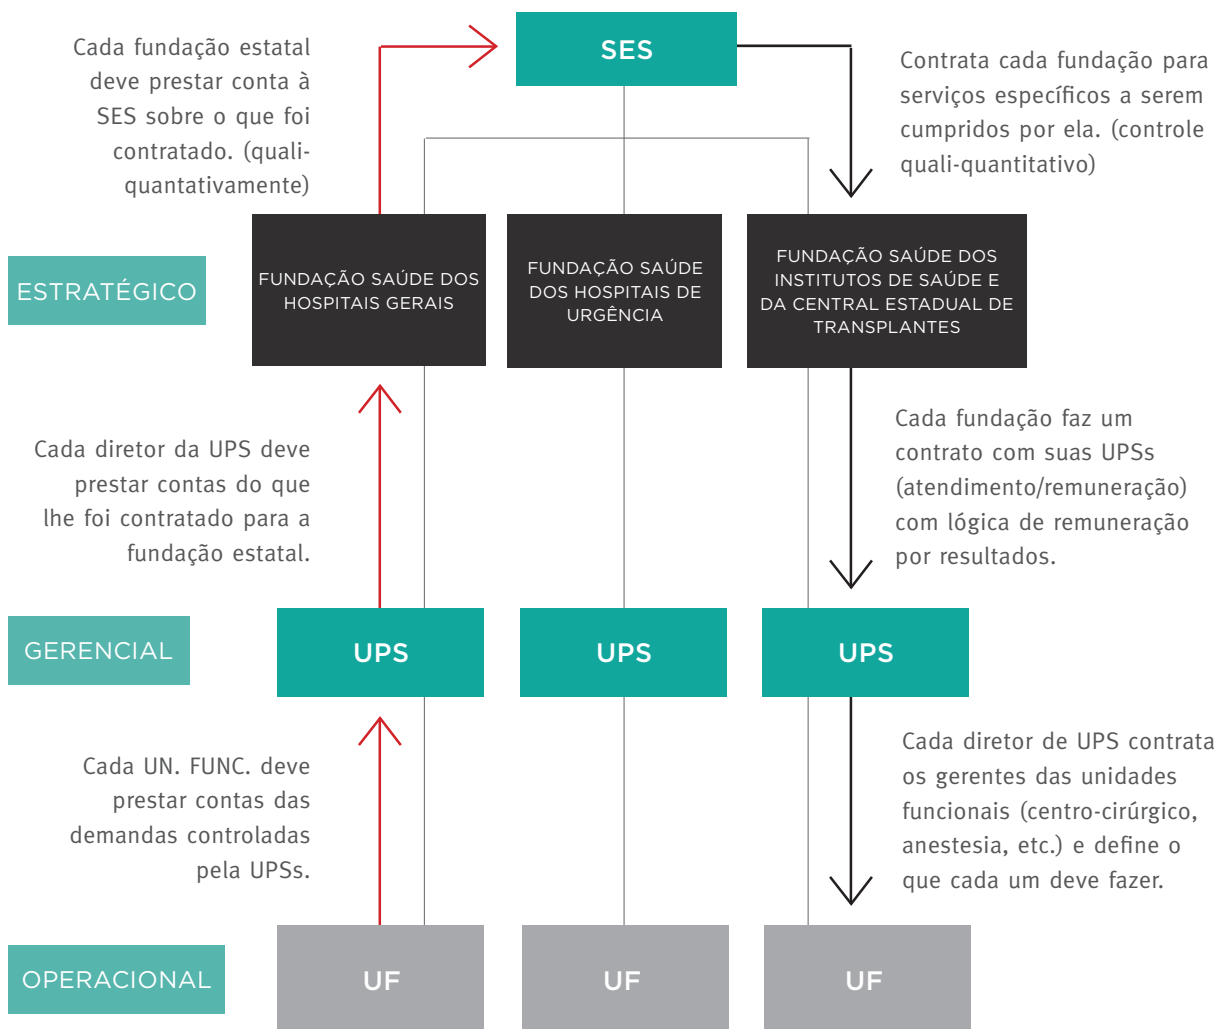 Cada fundação estatal
deve prestar conta à
SES sobre o que foi
contratado. (quali-
quantativamente)
SES
Contrata cada fundação para
serviços específicos a serem
cumpridos por ela. (controle
quali-quantitativo)
ESTRATÉGICO
FUNDAÇÃO SAÚDE DOS
HOSPITAIS GERAIS
FUNDAÇÃO SAÚDE
DOS HOSPITAIS DE
URGÊNCIA
FUNDAÇÃO SAÚDE DOS
INSTITUTOS DE SAÚDE E
DA CENTRAL ESTADUAL DE
TRANSPLANTES
Cada diretor da UPS deve
prestar contas do que
lhe foi contratado para a
fundação estatal.
Cada fundação faz um
contrato com suas UPSs
(atendimento/remuneração)
com lógica de remuneração
por resultados.
GERENCIAL
UPS
UPS
UPS
Cada UN. FUNC. deve
prestar contas das
demandas controladas
pela UPSs.
Cada diretor de UPS contrata
os gerentes das unidades
funcionais (centro-cirúrgico,
anestesia, etc.) e define o
que cada um deve fazer.
OPERACIONAL
UF
UF
UF